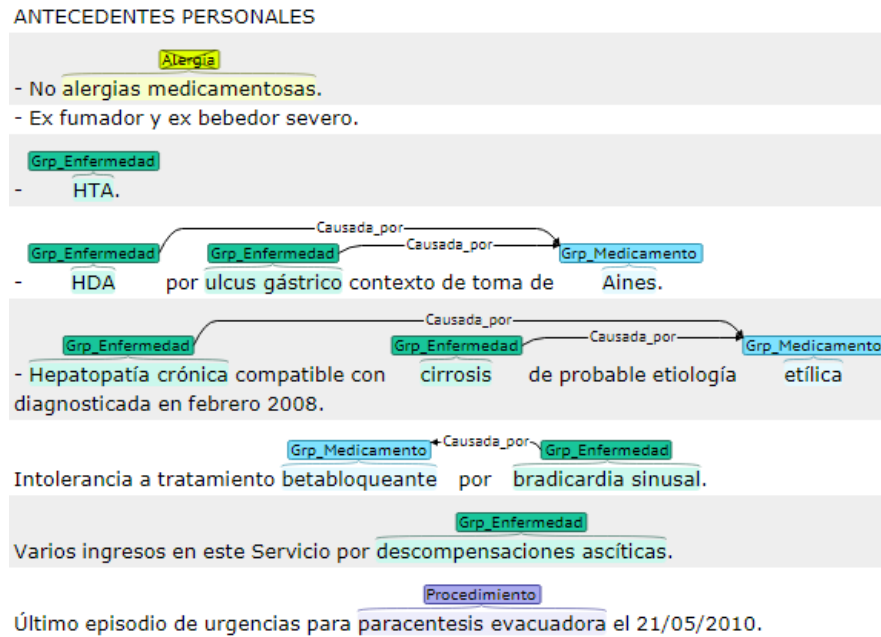 ANTECEDENTES PERSONALES
Alergia
- No alergias medicamentosas.
- Ex fumador y ex bebedor severo.
Grp_Enfermedad
- HTA.
Causada_por
Causada_por
Grp_Enfermedad Grp_Enfermedad Grp_Medicamento
- HDA por ulcus gástrico contexto de toma de Aines.
Causada_por
Causada_por
Grp_Enfermedad Grp_Enfermedad Grp_Medicamento
- Hepatopatía crónica compatible con cirrosis de probable etiología etílica
diagnosticada en febrero 2008.
Grp_Medicamento Causada_por Grp_Enfermedad
Intolerancia a tratamiento betabloqueante por bradicardia sinusal.
Grp_Enfermedad
Varios ingresos en este Servicio por descompensaciones ascíticas.
Procedimiento
Último episodio de urgencias para paracentesis evacuadora el 21/05/2010.